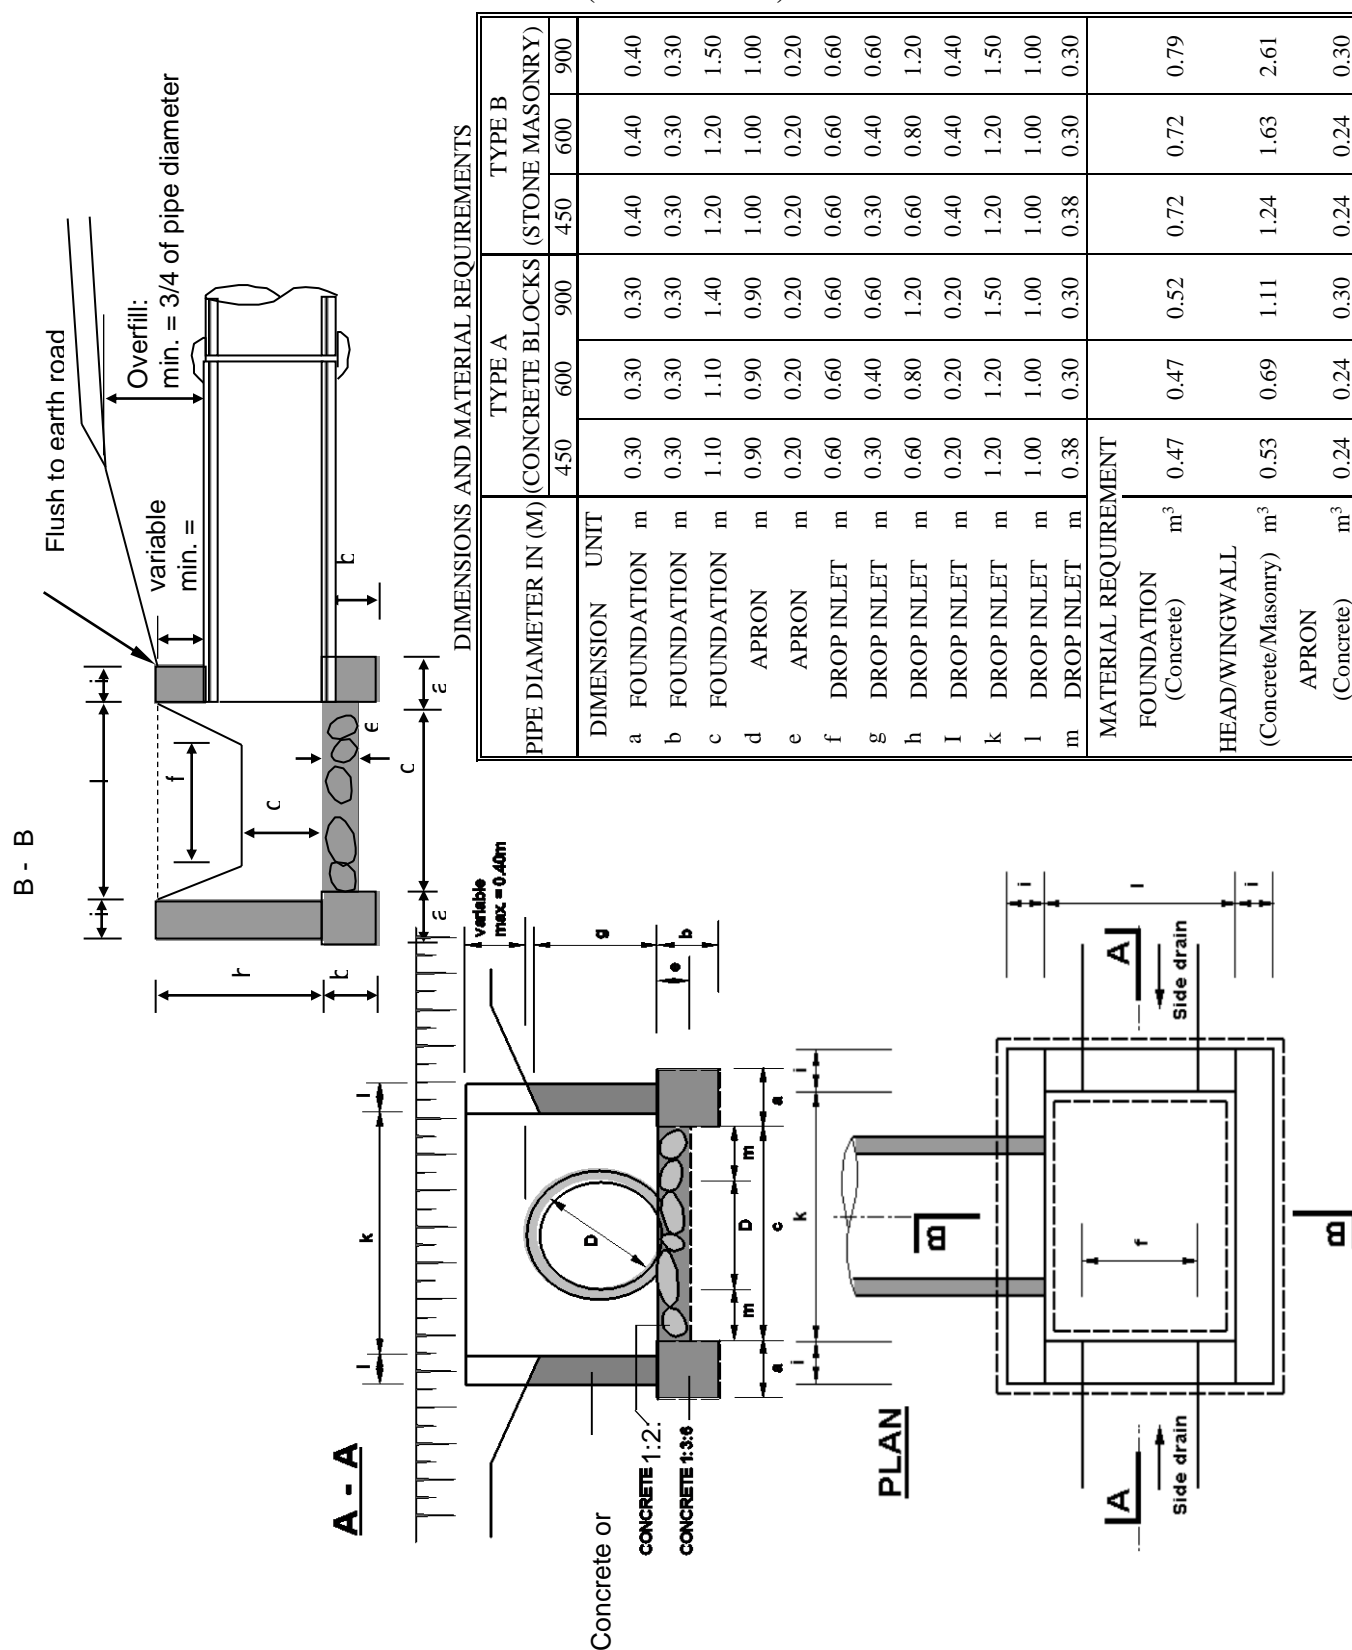 B - B
Flush to earth road
variable
min. =
Overfill:
min. = 3/4 of pipe diameter
i
l
i
f
h
b
a
c
a
e
b
A - A
l
k
l
variable
max. = 0.40m
g
e
b
D
m
D
m
a
c
a
Concrete or
CONCRETE 1:2:
CONCRETE 1:3:6
PLAN
i
k
i
i
l
i
A
A
Side drain
Side drain
B
B
f
DIMENSIONS AND MATERIAL REQUIREMENTS
PIPE DIAMETER IN (M) TYPE A (CONCRETE BLOCKS TYPE B (STONE MASONRY)
450 600 900 450 600 900
DIMENSION UNIT
a FOUNDATION m 0.30 0.30 0.30 0.40 0.40 0.40
b FOUNDATION m 0.30 0.30 0.30 0.30 0.30 0.30
c FOUNDATION m 1.10 1.10 1.40 1.20 1.20 1.50
d APRON m 0.90 0.90 0.90 1.00 1.00 1.00
e APRON m 0.20 0.20 0.20 0.20 0.20 0.20
f DROP INLET m 0.60 0.60 0.60 0.60 0.60 0.60
g DROP INLET m 0.30 0.40 0.60 0.30 0.40 0.60
h DROP INLET m 0.60 0.80 1.20 0.60 0.80 1.20
I DROP INLET m 0.20 0.20 0.20 0.40 0.40 0.40
k DROP INLET m 1.20 1.20 1.50 1.20 1.20 1.50
l DROP INLET m 1.00 1.00 1.00 1.00 1.00 1.00
m DROP INLET m 0.38 0.30 0.30 0.38 0.30 0.30
MATERIAL REQUIREMENT
FOUNDATION
(Concrete) m³ 0.47 0.47 0.52 0.72 0.72 0.79
HEAD/WINGWALL
(Concrete/Masonry) m³ 0.53 0.69 1.11 1.24 1.63 2.61
APRON
(Concrete) m³ 0.24 0.24 0.30 0.24 0.24 0.30